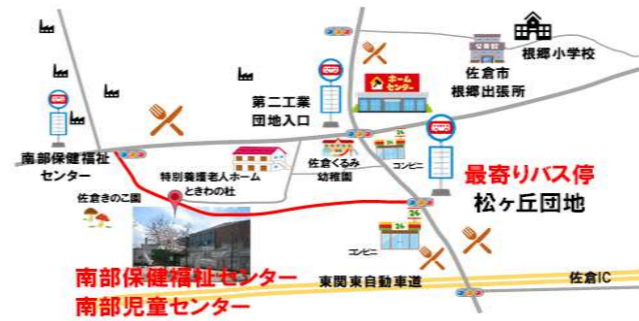 根郷小学校
佐倉市
根郷出張所
ホーム
センター
第二工業
団地入口
南部保健福祉
センター
特別養護老人ホーム
ときわの杜
佐倉くるみ
幼稚園
24
コンビニ
最寄りバス停
松ヶ丘団地
佐倉きのこ園
24
コンビニ
南部保健福祉センター
南部児童センター
東関東自動車道
佐倉IC